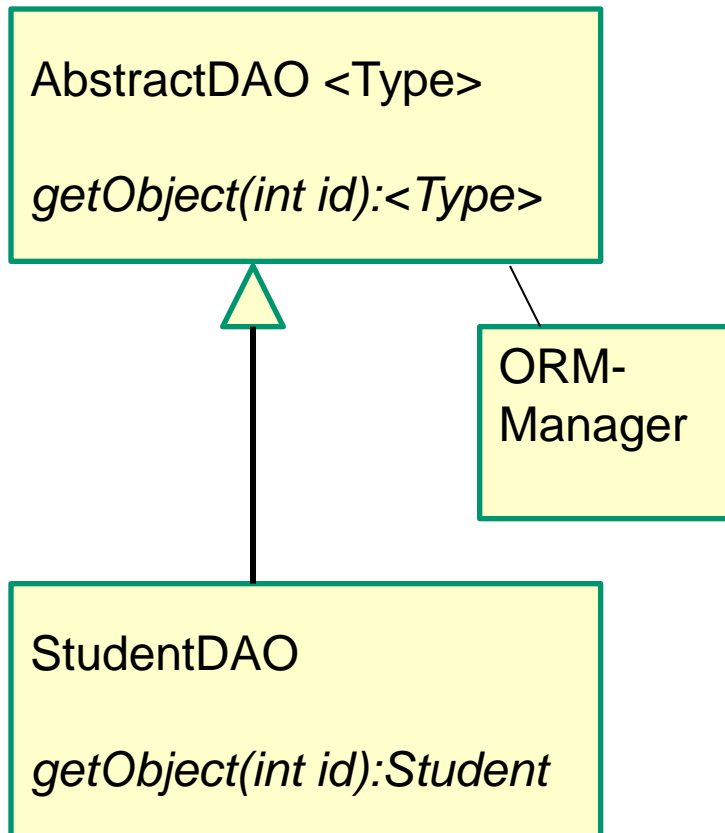 AbstractDAO <Type>
getObject(int id):<Type>
ORM-
Manager
StudentDAO
getObject(int id):Student